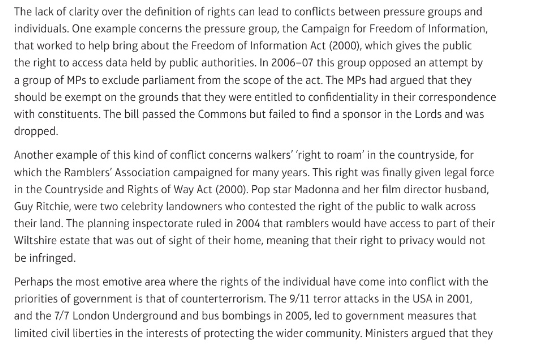 The lack of clarity over the definition of rights can lead to conflicts between pressure groups and
individuals. One example concerns the pressure group, the Campaign for Freedom of Information,
that worked to help bring about the Freedom of Information Act (2000), which gives the public
the right to access data held by public authorities. In 2006–07 this group opposed an attempt by
a group of MPs to exclude parliament from the scope of the act. The MPs had argued that they
should be exempt on the grounds that they were entitled to confidentiality in their correspondence
with constituents. The bill passed the Commons but failed to find a sponsor in the Lords and was
dropped.
Another example of this kind of conflict concerns walkers' 'right to roam' in the countryside, for
which the Ramblers' Association campaigned for many years. This right was finally given legal force
in the Countryside and Rights of Way Act (2000). Pop star Madonna and her film director husband,
Guy Ritchie, were two celebrity landowners who contested the right of the public to walk across
their land. The planning inspectorate ruled in 2004 that ramblers would have access to part of their
Wiltshire estate that was out of sight of their home, meaning that their right to privacy would not
be infringed.
Perhaps the most emotive area where the rights of the individual have come into conflict with the
priorities of government is that of counterterrorism. The 9/11 terror attacks in the USA in 2001,
and the 7/7 London Underground and bus bombings in 2005, led to government measures that
limited civil liberties in the interests of protecting the wider community. Ministers argued that they